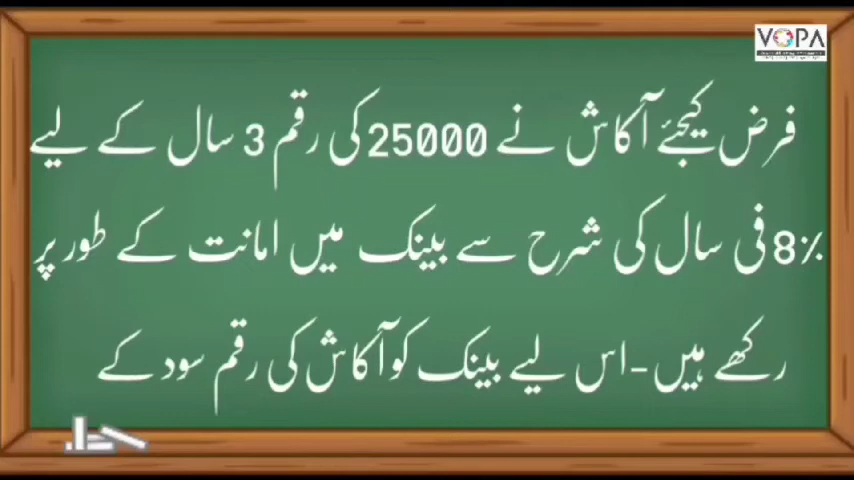 VOPA
فرض کیجئے آکاش نے 25000 کی رقم 3 سال کے لیے
8% فی سال کی شرح سے بینک میں امانت کے طور پر
رکھے ہیں-اس لیے بینک کو آکاش کی رقم سود کے